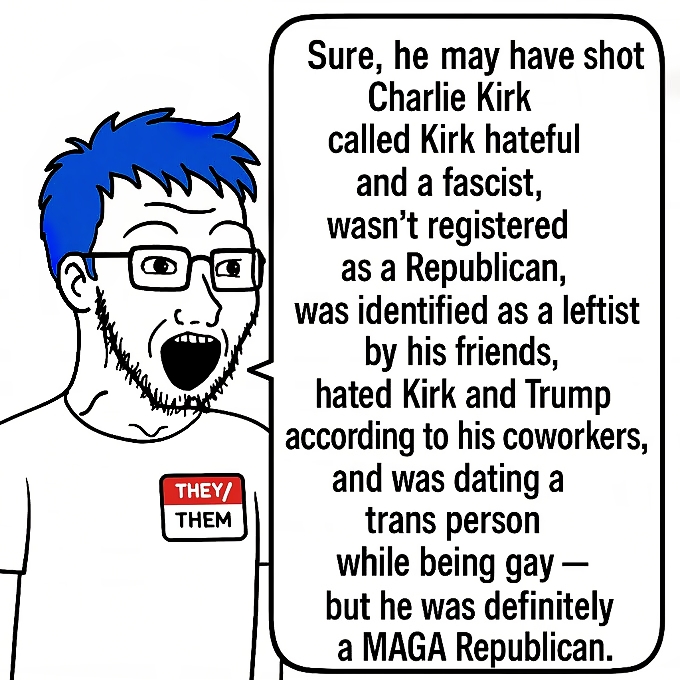 Sure, he may have shot
Charlie Kirk
called Kirk hateful
and a fascist,
wasn't registered
as a Republican,
was identified as a leftist
by his friends,
hated Kirk and Trump
according to his coworkers,
and was dating a
trans person
while being gay —
but he was definitely
a MAGA Republican.
THEY/
THEM